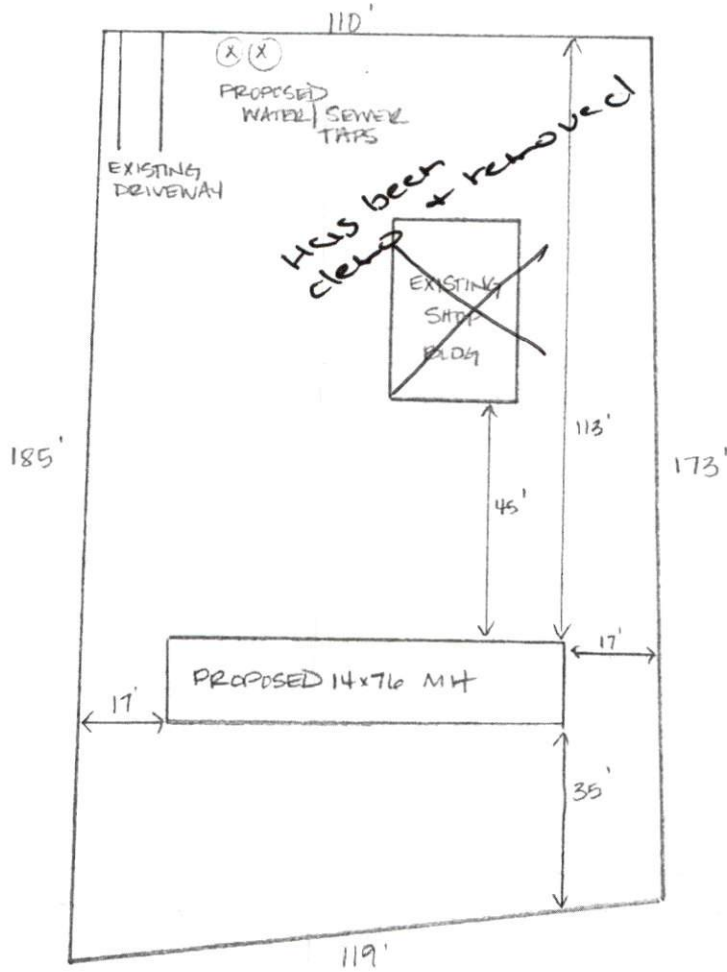 110'
X X
PROPOSED
WATER/SEWER
TAPS
EXISTING
DRIVEWAY
Has been
demo + removed
EXISTING
SHOP
BLDG
113'
185'
173'
45'
17'
PROPOSED 14x76 MH
17'
35'
119'